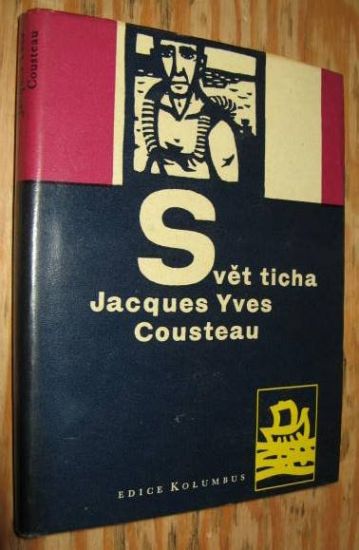 Cousteau
Svět ticha
Jacques Yves
Cousteau
EDICE KOLUMBUS